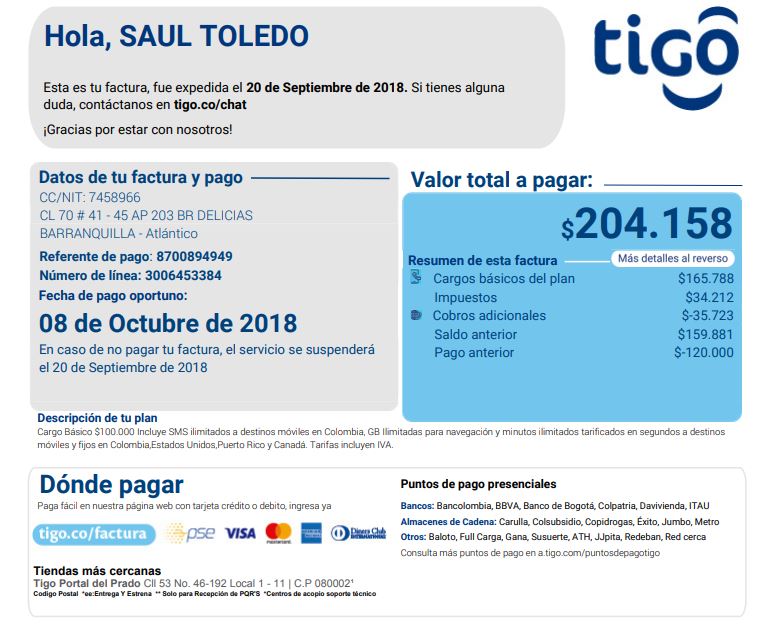 Hola, SAUL TOLEDO
tigo
Esta es tu factura, fue expedida el 20 de Septiembre de 2018. Si tienes alguna
duda, contáctanos en tigo.co/chat
¡Gracias por estar con nosotros!
Datos de tu factura y pago
CC/NIT: 7458966
CL 70 # 41 - 45 AP 203 BR DELICIAS
BARRANQUILLA - Atlántico
Referente de pago: 8700894949
Número de línea: 3006453384
Fecha de pago oportuno:
08 de Octubre de 2018
En caso de no pagar tu factura, el servicio se suspenderá
el 20 de Septiembre de 2018
Valor total a pagar:
$204.158
Resumen de esta factura Más detalles al reverso
Cargos básicos del plan $165.788
Impuestos $34.212
Cobros adicionales $-35.723
Saldo anterior $159.881
Pago anterior $-120.000
Descripción de tu plan
Cargo Básico $100.000 Incluye SMS ilimitados a destinos móviles en Colombia, GB Ilimitadas para navegación y minutos ilimitados tarificados en segundos a destinos
móviles y fijos en Colombia,Estados Unidos,Puerto Rico y Canadá. Tarifas incluyen IVA.
Dónde pagar
Paga fácil en nuestra página web con tarjeta crédito o debito, ingresa ya
tigo.co/factura pse VISA mastercard AMERICAN EXPRESS Diners Club INTERNATIONAL
Tiendas más cercanas
Tigo Portal del Prado Cll 53 No. 46-192 Local 1 - 11 | C.P 080002¹
Codigo Postal *ee:Entrega Y Estrena ** Solo para Recepción de PQR'S *Centros de acopio soporte técnico
Puntos de pago presenciales
Bancos: Bancolombia, BBVA, Banco de Bogotá, Colpatria, Davivienda, ITAU
Almacenes de Cadena: Carulla, Colsubsidio, Copidrogas, Éxito, Jumbo, Metro
Otros: Baloto, Full Carga, Gana, Susuerte, ATH, JJpita, Redeban, Red cerca
Consulta más puntos de pago en a.tigo.com/puntosdepagotigo